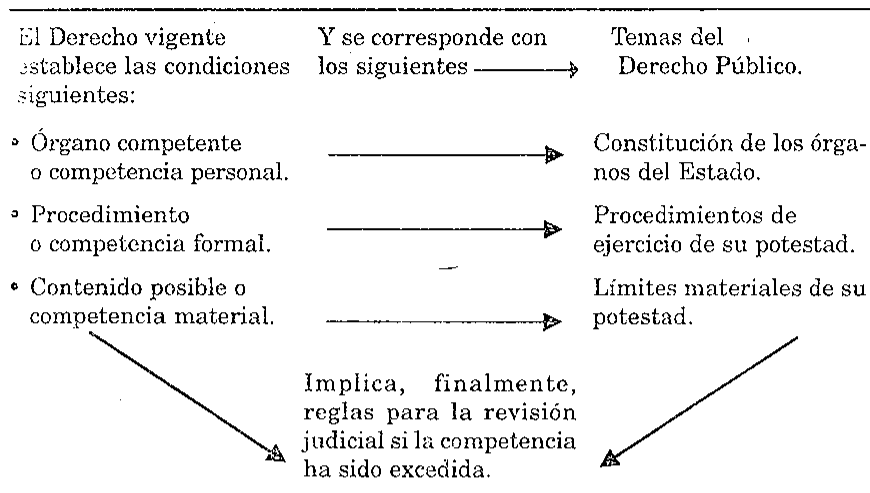 El Derecho vigente
establece las condiciones
siguientes:
Y se corresponde con
los siguientes
Temas del
Derecho Público.
• Órgano competente
o competencia personal.
Constitución de los órga-
nos del Estado.
• Procedimiento
o competencia formal.
Procedimientos de
ejercicio de su potestad.
• Contenido posible o
competencia material.
Límites materiales de su
potestad.
Implica, finalmente,
reglas para la revisión
judicial si la competencia
ha sido excedida.